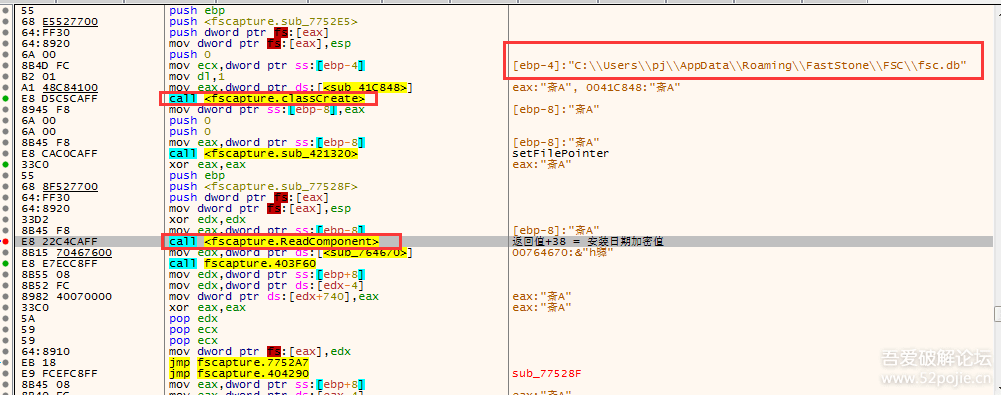 55 push ebp
68 E5527700 push <fscapture.sub_7752E5>
64:FF30 push dword ptr fs:[eax]
64:8920 mov dword ptr fs:[eax],esp
6A 00 push 0
8B4D FC mov ecx,dword ptr ss:[ebp-4] [ebp-4]:"C:\\Users\\pj\\AppData\\Roaming\\FastStone\\FSC\\fsc.db"
B2 01 mov dl,1
A1 48C84100 mov eax,dword ptr ds:[<sub_41C848>] eax:"斋A", 0041C848:"斋A"
E8 D5C5CAFF call <fscapture.classCreate>
8945 F8 mov dword ptr ss:[ebp-8],eax [ebp-8]:"斋A"
6A 00 push 0
6A 00 push 0
8B45 F8 mov eax,dword ptr ss:[ebp-8] [ebp-8]:"斋A"
E8 CAC0CAFF call <fscapture.sub_421320> setFilePointer
33C0 xor eax,eax eax:"斋A"
55 push ebp
68 8F527700 push <fscapture.sub_77528F>
64:FF30 push dword ptr fs:[eax]
64:8920 mov dword ptr fs:[eax],esp
33D2 xor edx,edx
8B45 F8 mov eax,dword ptr ss:[ebp-8] [ebp-8]:"斋A"
E8 22C4CAFF call <fscapture.ReadComponent> 返回值+38 = 安装日期加密值
8B15 70467600 mov edx,dword ptr ds:[<sub_764670>] 00764670:&"h
E8 E7ECC8FF call fscapture.403F60
8B55 08 mov edx,dword ptr ss:[ebp+8]
8B52 FC mov edx,dword ptr ds:[edx-4]
8982 40070000 mov dword ptr ds:[edx+740],eax eax:"斋A"
33C0 xor eax,eax eax:"斋A"
5A pop edx
59 pop ecx
59 pop ecx
64:8910 mov dword ptr fs:[eax],edx
EB 18 jmp fscapture.7752A7
E9 FCEFC8FF jmp fscapture.404290 sub_77528F
8B45 08 mov eax,dword ptr ss:[ebp+8]
吾爱破解论坛
www.52pojie.cn